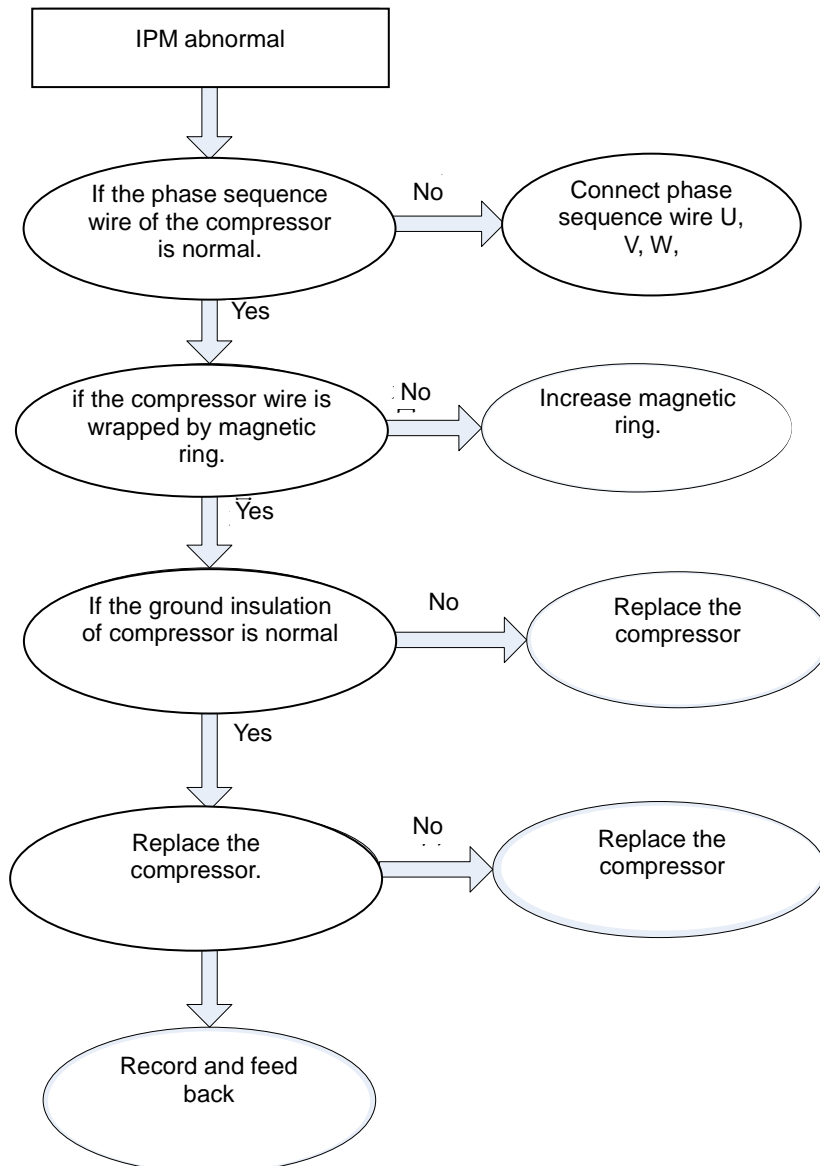 IPM abnormal
If the phase sequence
wire of the compressor
is normal.
No
Connect phase
sequence wire U,
V, W,
Yes
if the compressor wire is
wrapped by magnetic
ring.
No
Increase magnetic
ring.
Yes
If the ground insulation
of compressor is normal
No
Replace the
compressor
Yes
Replace the
compressor.
No
Replace the
compressor
Record and feed
back